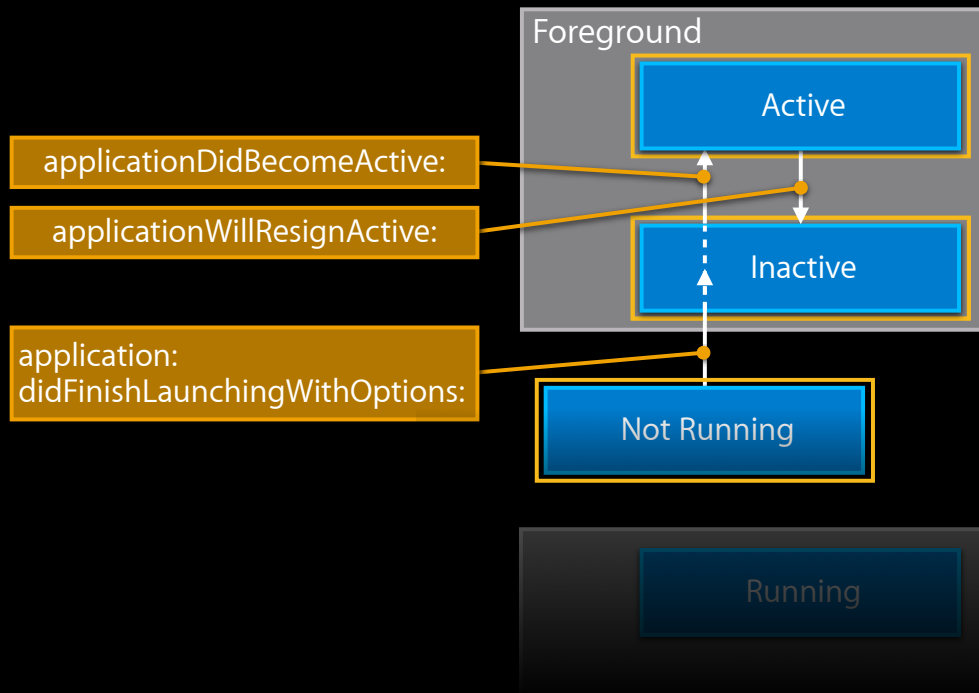 Foreground
Active
applicationDidBecomeActive:
applicationWillResignActive:
Inactive
application:
didFinishLaunchingWithOptions:
Not Running
Running